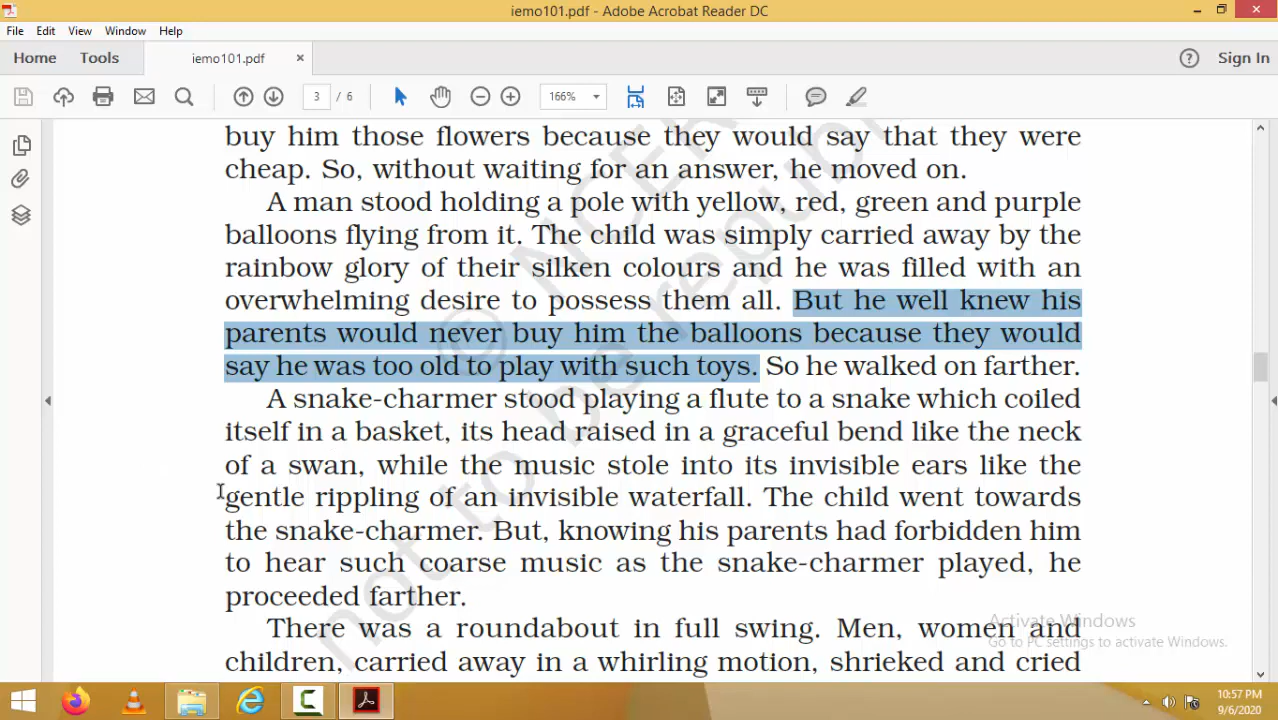 iemo101.pdf - Adobe Acrobat Reader DC
File Edit View Window Help
Home Tools iemo101.pdf × Sign In
3 / 6 166%
buy him those flowers because they would say that they were
cheap. So, without waiting for an answer, he moved on.
A man stood holding a pole with yellow, red, green and purple
balloons flying from it. The child was simply carried away by the
rainbow glory of their silken colours and he was filled with an
overwhelming desire to possess them all. But he well knew his
parents would never buy him the balloons because they would
say he was too old to play with such toys. So he walked on farther.
A snake-charmer stood playing a flute to a snake which coiled
itself in a basket, its head raised in a graceful bend like the neck
of a swan, while the music stole into its invisible ears like the
gentle rippling of an invisible waterfall. The child went towards
the snake-charmer. But, knowing his parents had forbidden him
to hear such coarse music as the snake-charmer played, he
proceeded farther.
There was a roundabout in full swing. Men, women and
children, carried away in a whirling motion, shrieked and cried
© NCER
not to be republ
Activate Windows
Go to PC settings to activate Windows.
10:57 PM
9/6/2020